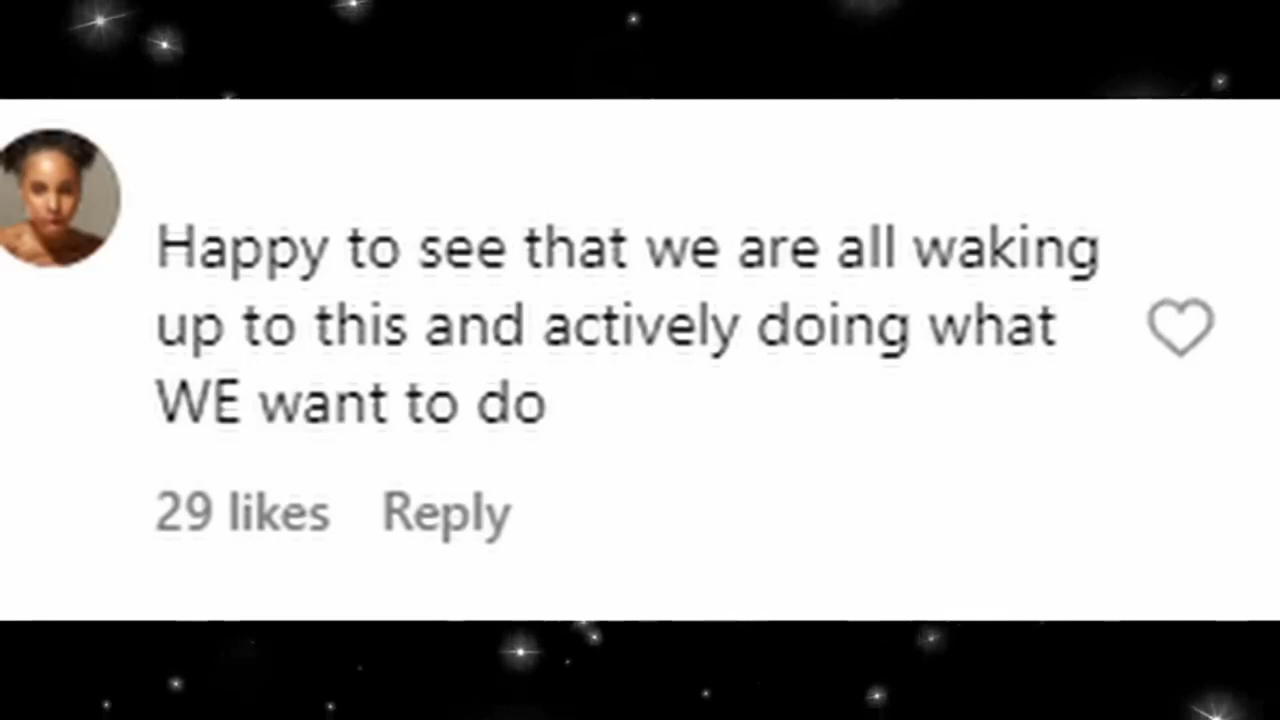 Happy to see that we are all waking
up to this and actively doing what
WE want to do
29 likes Reply